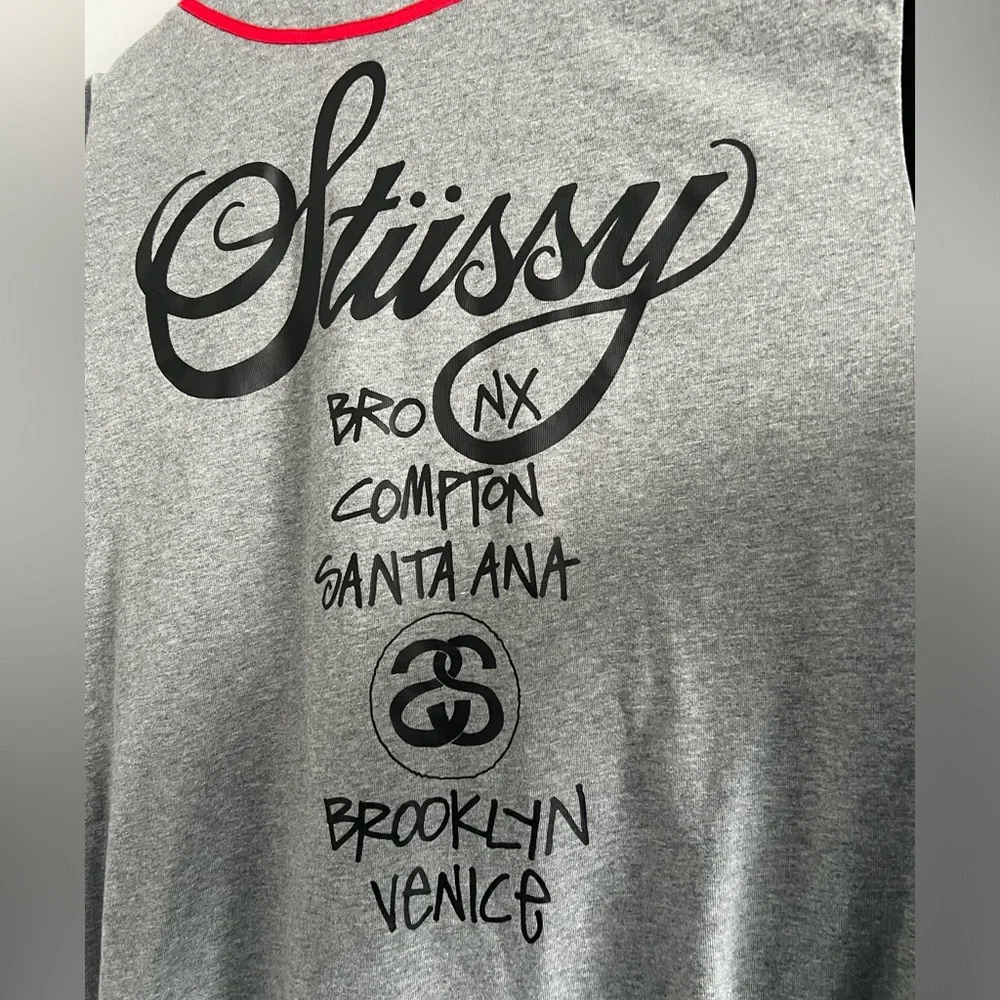 Stüssy
BRONX
COMPTON
SANTA ANA
SS
BROOKLYN
VENICE